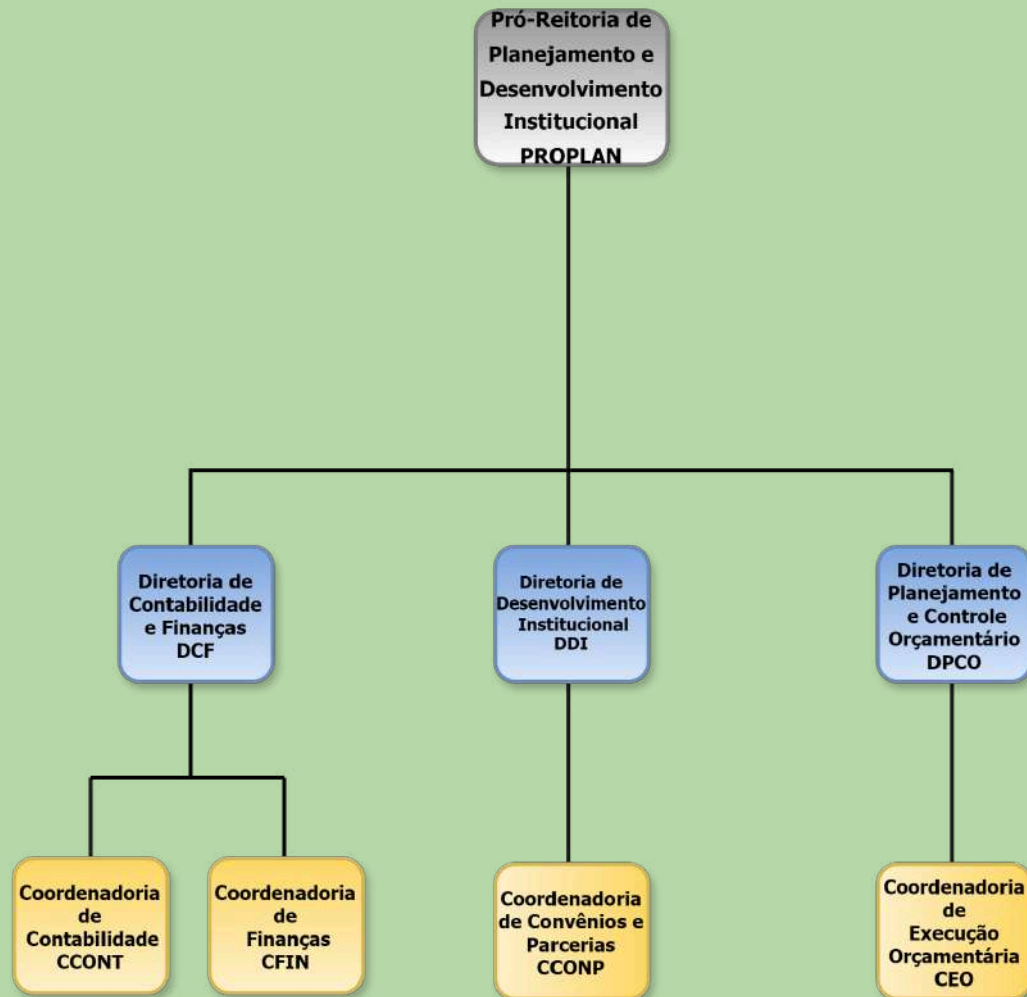 Pró-Reitoria de
Planejamento e
Desenvolvimento
Institucional
PROPLAN
Diretoria de
Contabilidade
e Finanças
DCF
Diretoria de
Desenvolvimento
Institucional
DDI
Diretoria de
Planejamento
e Controle
Orçamentário
DPCO
Coordenadoria
de
Contabilidade
CCONT
Coordenadoria
de
Finanças
CFIN
Coordenadoria
de Convênios e
Parcerias
CCONP
Coordenadoria
de
Execução
Orçamentária
CEO